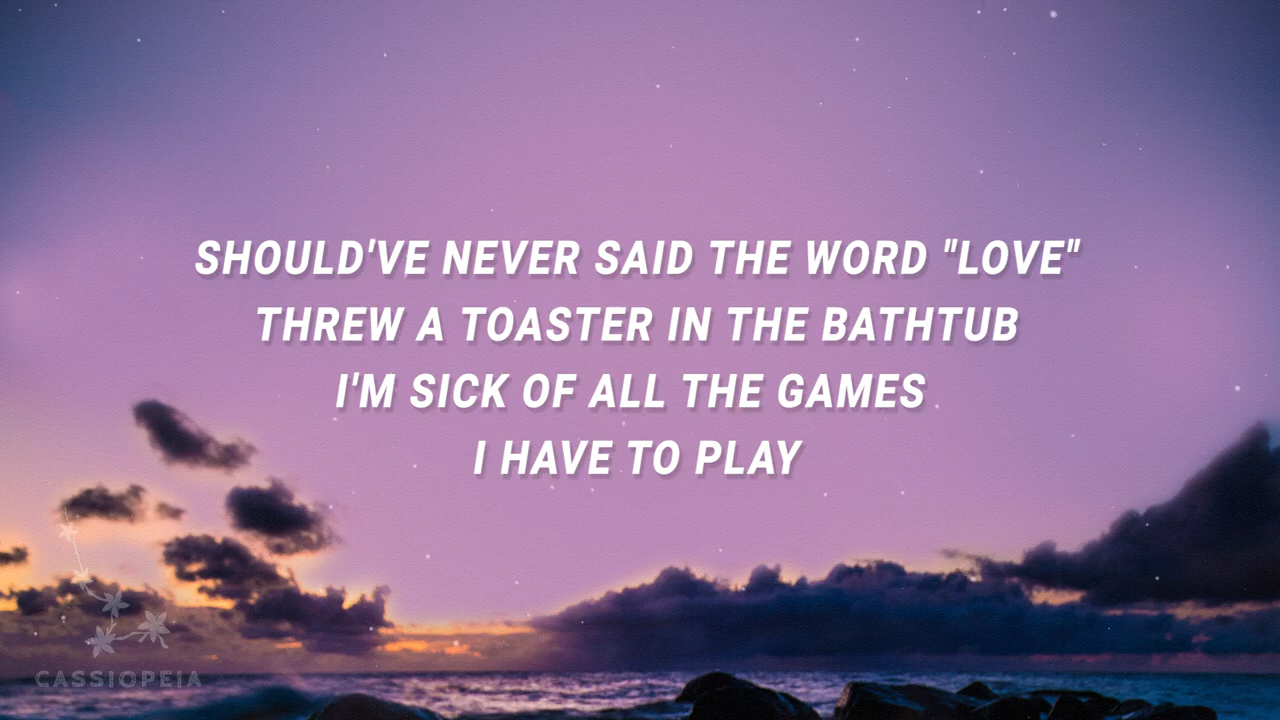 SHOULD'VE NEVER SAID THE WORD "LOVE"
THREW A TOASTER IN THE BATHTUB
I'M SICK OF ALL THE GAMES
I HAVE TO PLAY
CASSIOPEIA